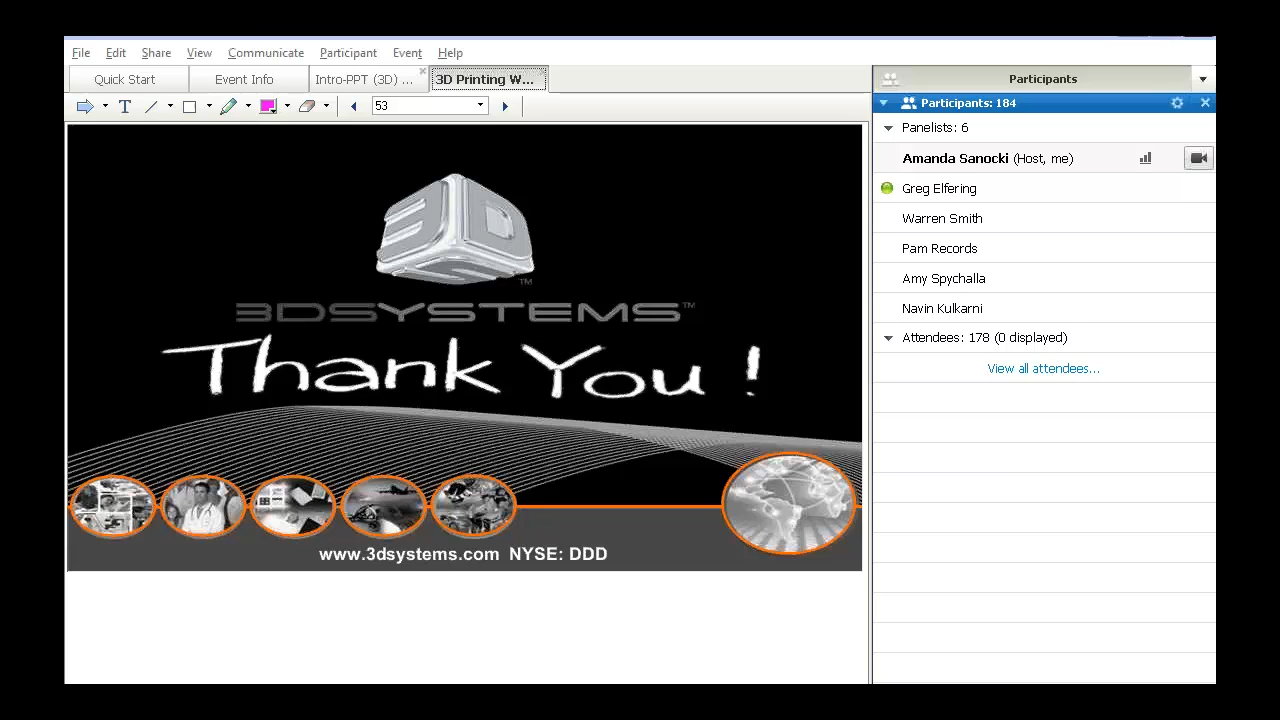 File Edit Share View Communicate Participant Event Help
Quick Start Event Info Intro-PPT (3D) ... 3D Printing W...
T 53
3DS
TM
3DSYSTEMS™
Thank You !
www.3dsystems.com NYSE: DDD
Participants
Participants: 184
Panelists: 6
Amanda Sanocki (Host, me)
Greg Elfering
Warren Smith
Pam Records
Amy Spychalla
Navin Kulkarni
Attendees: 178 (0 displayed)
View all attendees...